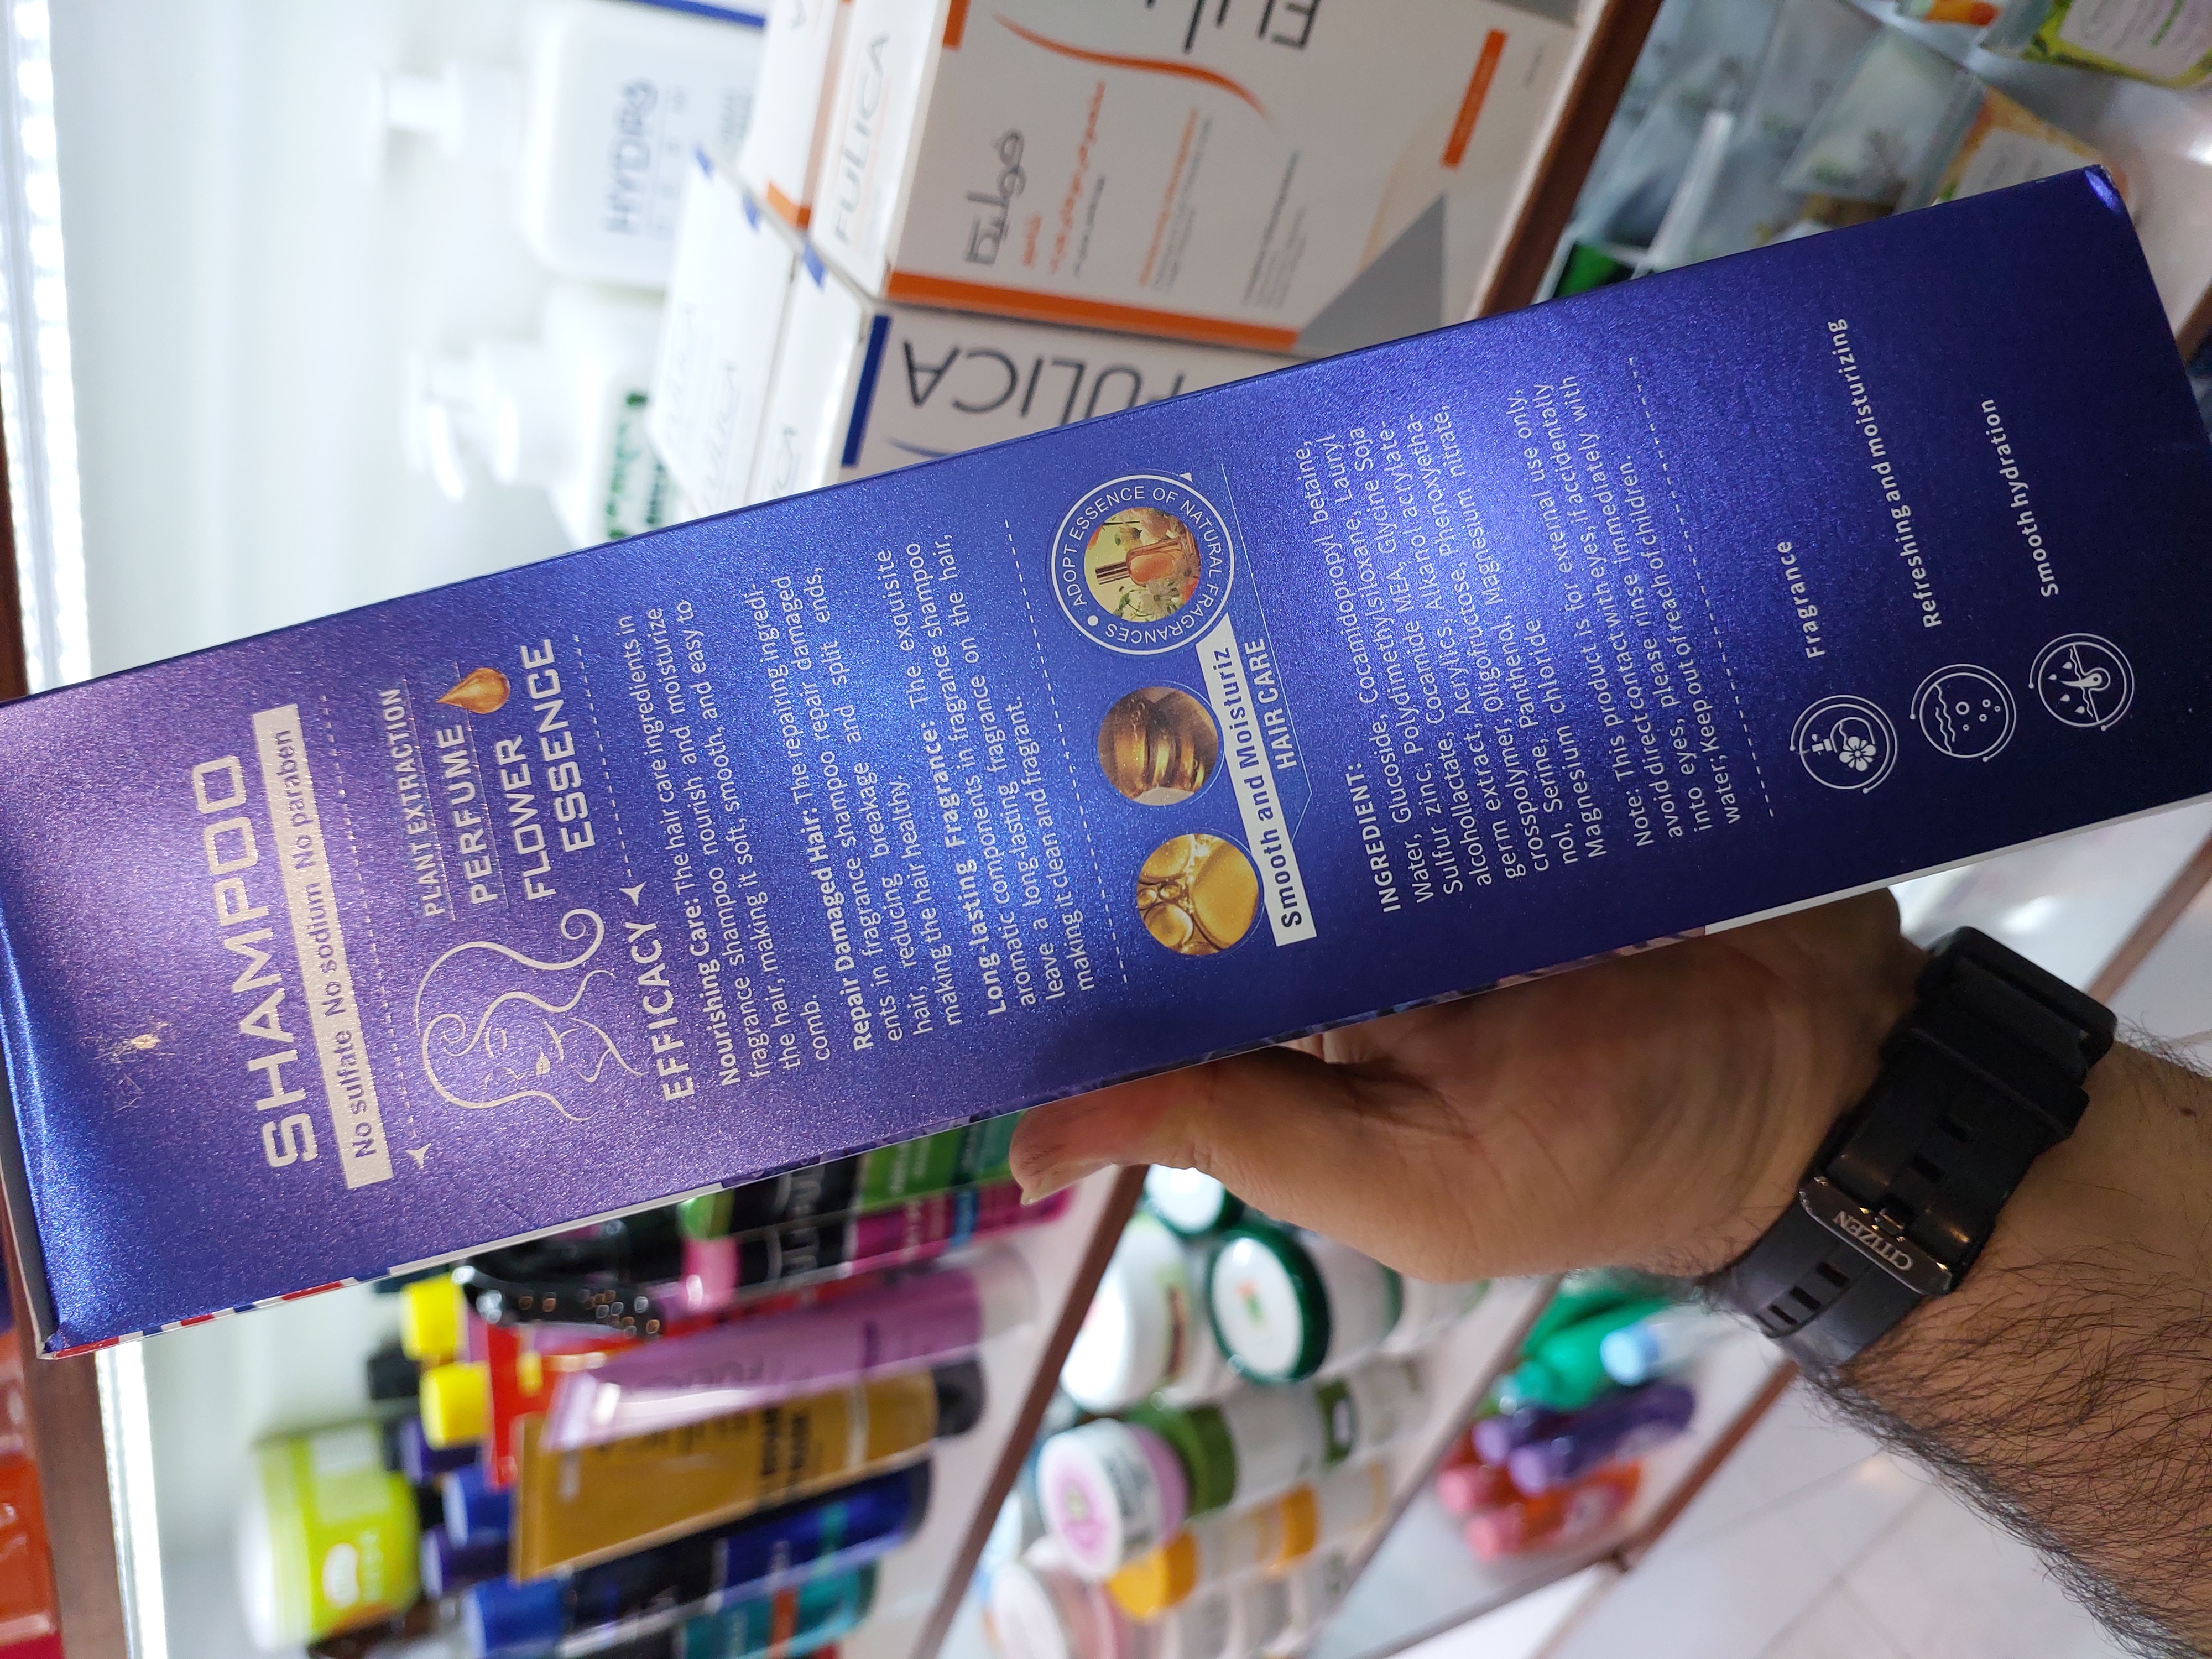 SHAMPOO
No sulfate No sodium No paraben
PLANT EXTRACTION
PERFUME
FLOWER
ESSENCE
EFFICACY
Nourishing Care: The hair care ingredients in
fragrance shampoo nourish and moisturize
the hair, making it soft, smooth, and easy to
comb.
Repair Damaged Hair: The repairing ingredi-
ents in fragrance shampoo repair damaged
hair, reducing breakage and split ends,
making the hair healthy.
Long-lasting Fragrance: The exquisite
aromatic components in fragrance shampoo
leave a long-lasting fragrance on the hair,
making it clean and fragrant.
ADOPT ESSENCE OF NATURAL FRAGRANCES
Smooth and Moisturiz
HAIR CARE
INGREDIENT:
Water, Glucoside, Cocamidopropyl betaine,
Sulfur zinc, Polydimethylsiloxane, Lauryl
alcohollactate, Cocamide MEA, Glycine Soja
germ extract, Acrylics, Alkanol acrylate-
crosspolymer, Oligofructose, Phenoxyetha-
nol, Serine, Panthenol, Magnesium nitrate,
Magnesium chloride
Note: This product is for external use only,
avoid direct contact with eyes, if accidentally
into eyes, please rinse immediately with
water; Keep out of reach of children.
Fragrance
Refreshing and moisturizing
Smooth hydration
CITIZEN
HYDRO
FULICA
فولیکا
شامپو
FULICA